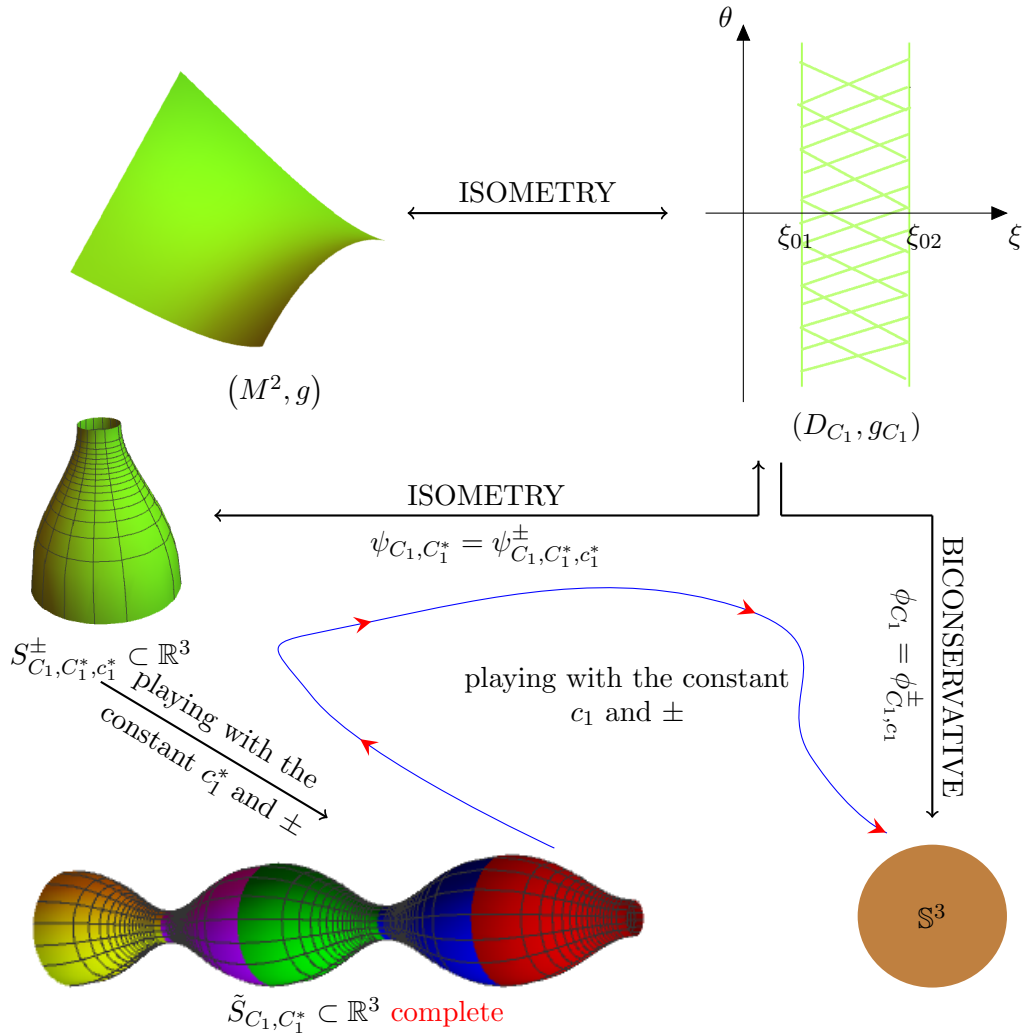 θ
ISOMETRY
ξ₀₁
ξ₀₂
ξ
(M², g)
(D_{C₁}, g_{C₁})
ISOMETRY
ψ_{C₁,C₁*} = ψ^±_{C₁,C₁*,c₁*}
BICONSERVATIVE
ϕ_{C₁} = ϕ^±_{C₁,c₁}
S^±_{C₁,C₁*,c₁*} ⊂ ℝ³
playing with the
constant c₁* and ±
playing with the constant
c₁ and ±
𝕊³
S̃_{C₁,C₁*} ⊂ ℝ³ complete